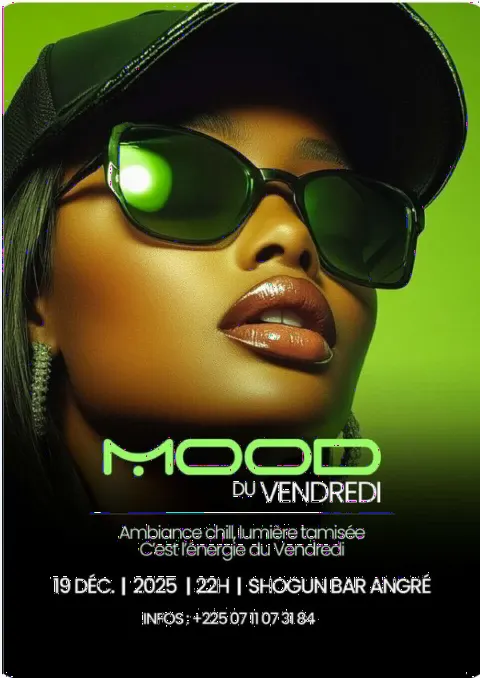 MOOD
DU VENDREDI
Ambiance chill, lumière tamisée
C'est l'énergie du Vendredi
19 DÉC. | 2025 | 22H | SHOGUN BAR ANGRÉ
INFOS : +225 07 11 07 31 84